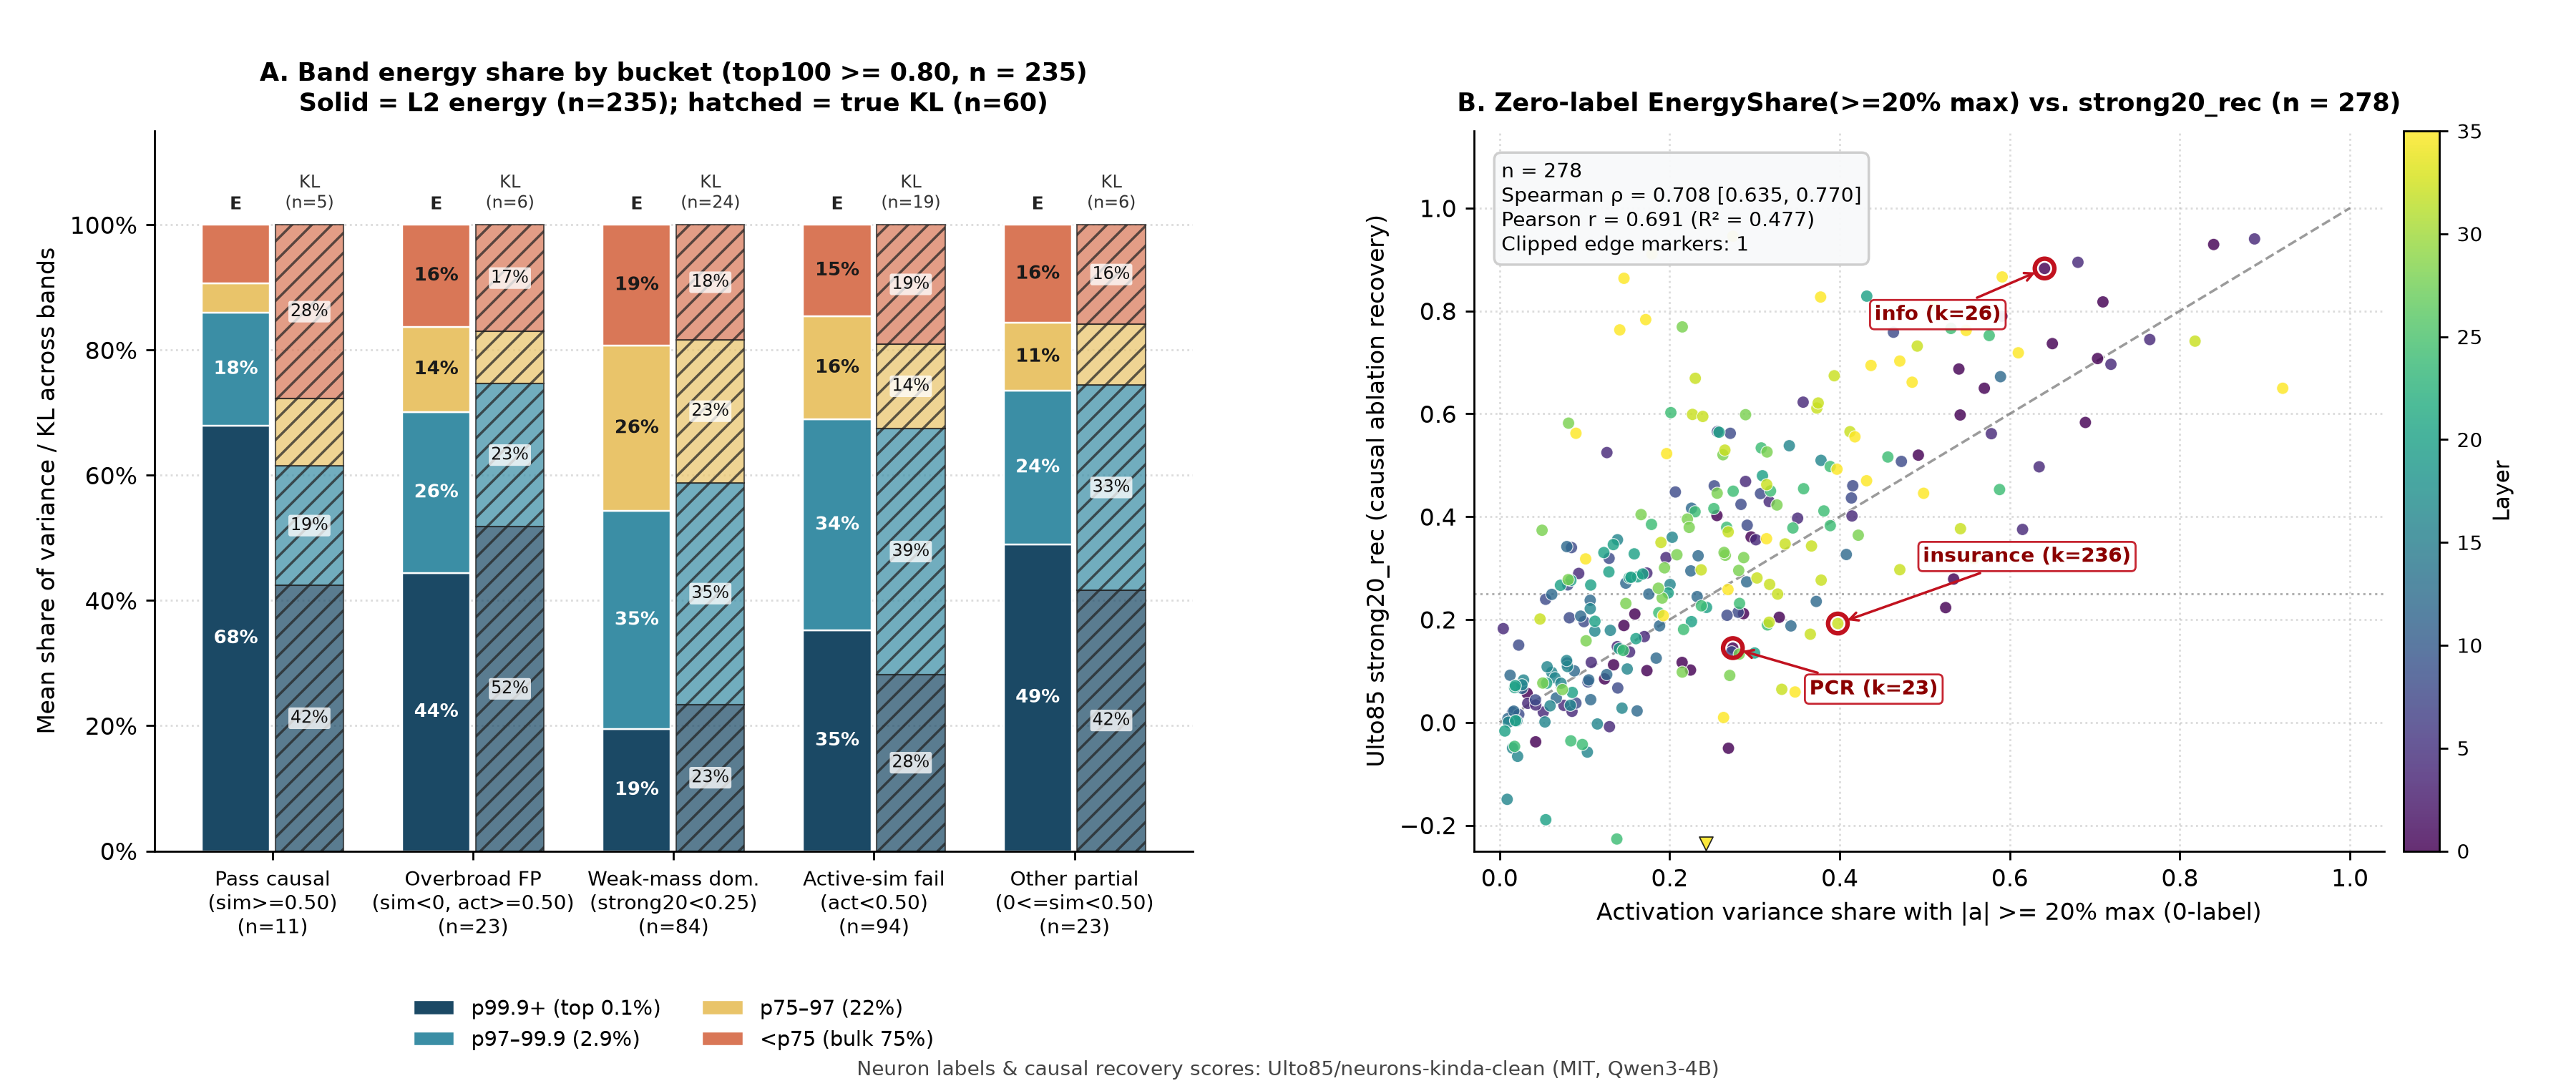 A. Band energy share by bucket (top100 >= 0.80, n = 235)
Solid = L2 energy (n=235); hatched = true KL (n=60)
Mean share of variance / KL across bands
100%
80%
60%
40%
20%
0%
E
KL
(n=5)
E
KL
(n=6)
E
KL
(n=24)
E
KL
(n=19)
E
KL
(n=6)
18%
68%
28%
19%
42%
16%
14%
26%
44%
17%
23%
52%
19%
26%
35%
19%
18%
23%
35%
23%
15%
16%
34%
35%
19%
14%
39%
28%
16%
11%
24%
49%
16%
33%
42%
Pass causal
(sim>=0.50)
(n=11)
Overbroad FP
(sim<0, act>=0.50)
(n=23)
Weak-mass dom.
(strong20<0.25)
(n=84)
Active-sim fail
(act<0.50)
(n=94)
Other partial
(0<=sim<0.50)
(n=23)
p99.9+ (top 0.1%)
p97–99.9 (2.9%)
p75–97 (22%)
<p75 (bulk 75%)
B. Zero-label EnergyShare(>=20% max) vs. strong20_rec (n = 278)
Ulto85 strong20_rec (causal ablation recovery)
1.0
0.8
0.6
0.4
0.2
0.0
−0.2
n = 278
Spearman ρ = 0.708 [0.635, 0.770]
Pearson r = 0.691 (R² = 0.477)
Clipped edge markers: 1
info (k=26)
insurance (k=236)
PCR (k=23)
0.0
0.2
0.4
0.6
0.8
1.0
Activation variance share with |a| >= 20% max (0-label)
35
30
25
20
15
10
5
0
Layer
Neuron labels & causal recovery scores: Ulto85/neurons-kinda-clean (MIT, Qwen3-4B)